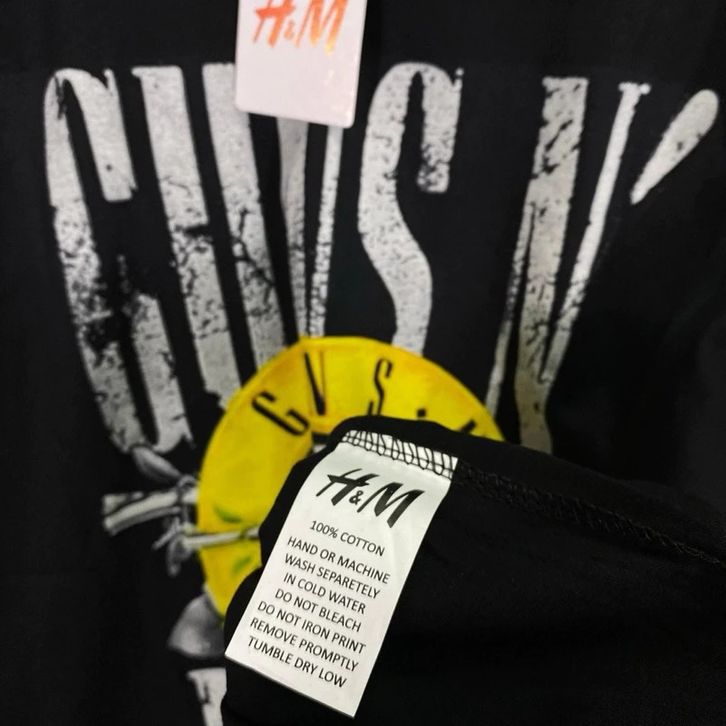 H&M
GUNS N'
GNS
H&M
100% COTTON
HAND OR MACHINE
WASH SEPARETELY
IN COLD WATER
DO NOT BLEACH
DO NOT IRON PRINT
REMOVE PROMPTLY
TUMBLE DRY LOW